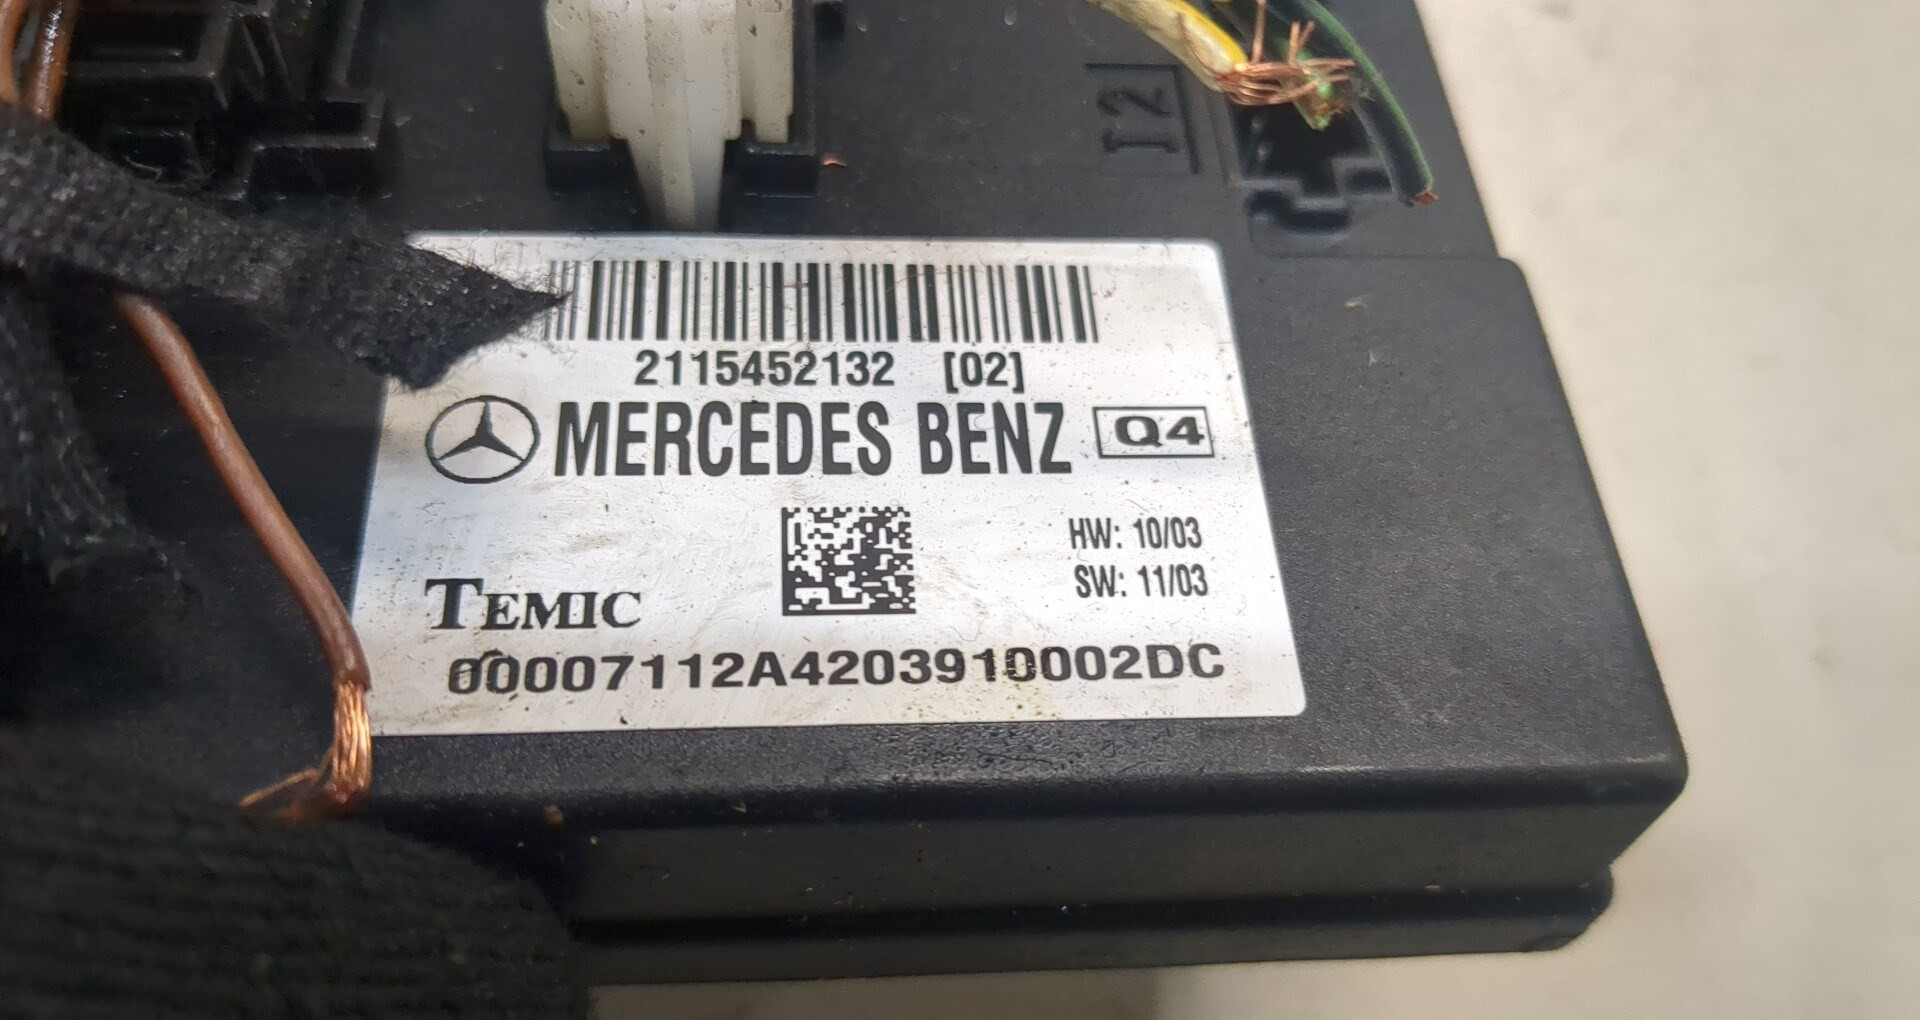 I2
2115452132 [02]
MERCEDES BENZ Q4
HW: 10/03
SW: 11/03
TEMIC
00007112A4203910002DC